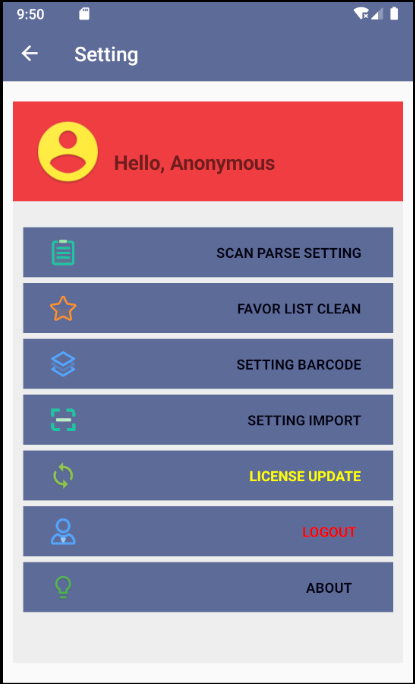 9:50
Setting
Hello, Anonymous
SCAN PARSE SETTING
FAVOR LIST CLEAN
SETTING BARCODE
SETTING IMPORT
LICENSE UPDATE
LOGOUT
ABOUT